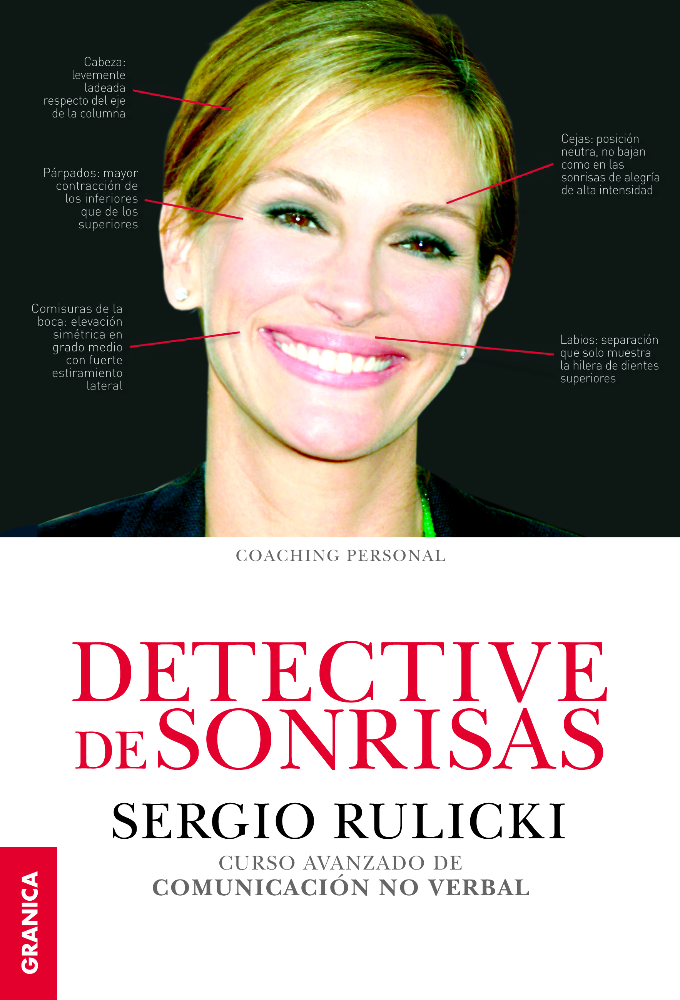 Cabeza:
levemente
ladeada
respecto del eje
de la columna
Cejas: posición
neutra, no bajan
como en las
sonrisas de alegría
de alta intensidad
Párpados: mayor
contracción de
los inferiores
que de los
superiores
Comisuras de la
boca: elevación
simétrica en
grado medio
con fuerte
estiramiento
lateral
Labios: separación
que solo muestra
la hilera de dientes
superiores
COACHING PERSONAL
DETECTIVE
DE SONRISAS
SERGIO RULICKI
CURSO AVANZADO DE
COMUNICACIÓN NO VERBAL
GRANICA